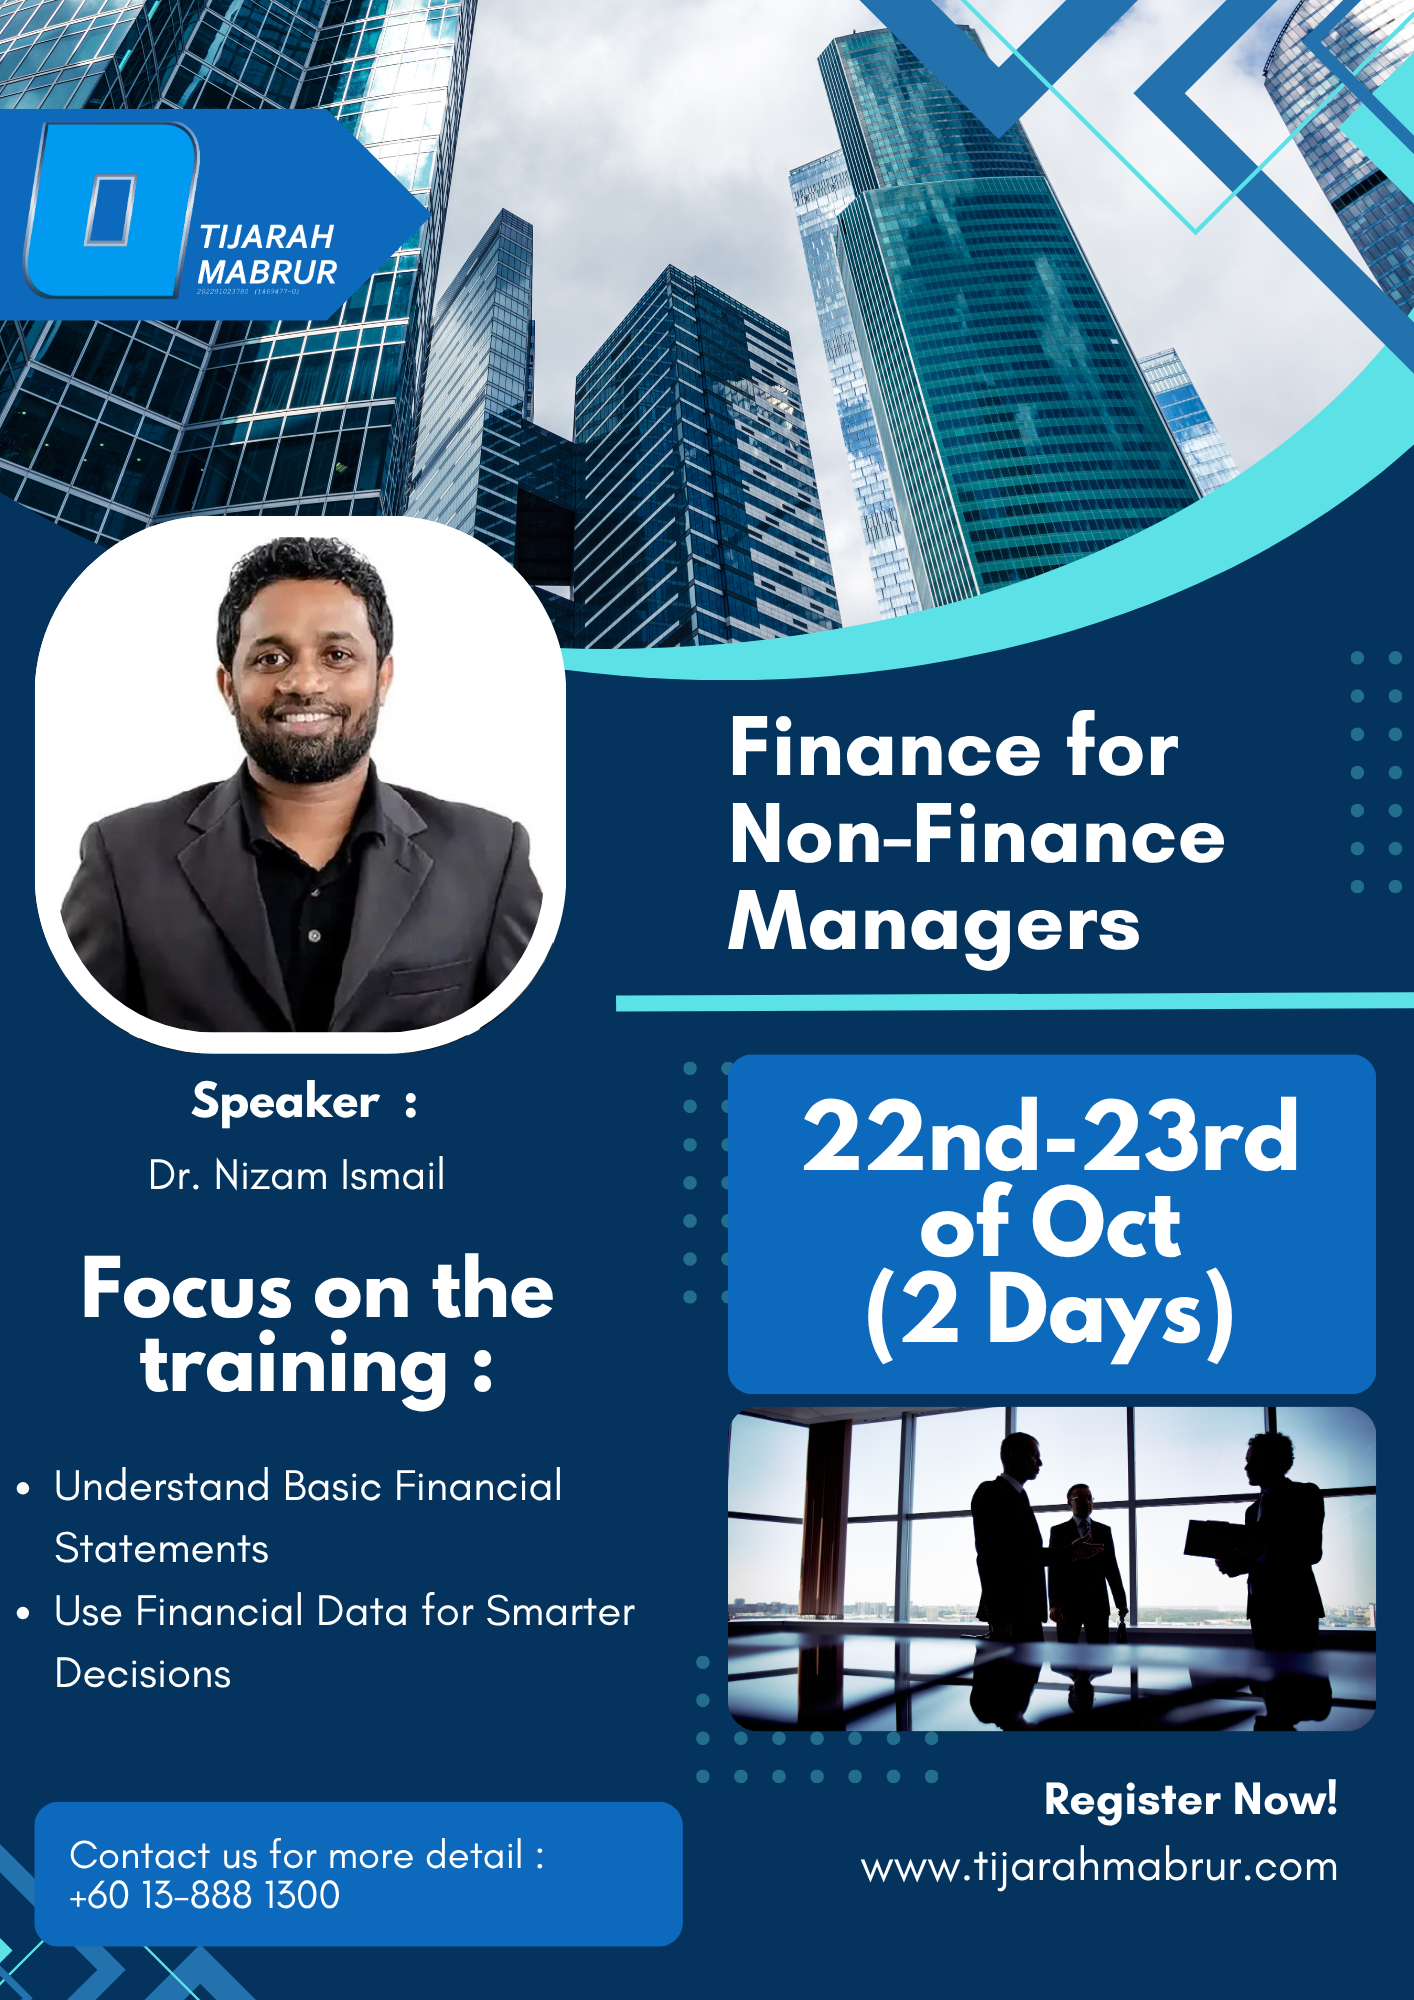 TIJARAH
MABRUR
202201023780 (1469477-U)
Finance for
Non-Finance
Managers
Speaker :
Dr. Nizam Ismail
22nd-23rd
of Oct
(2 Days)
Focus on the
training :
• Understand Basic Financial
Statements
• Use Financial Data for Smarter
Decisions
Register Now!
www.tijarahmabrur.com
Contact us for more detail :
+60 13-888 1300